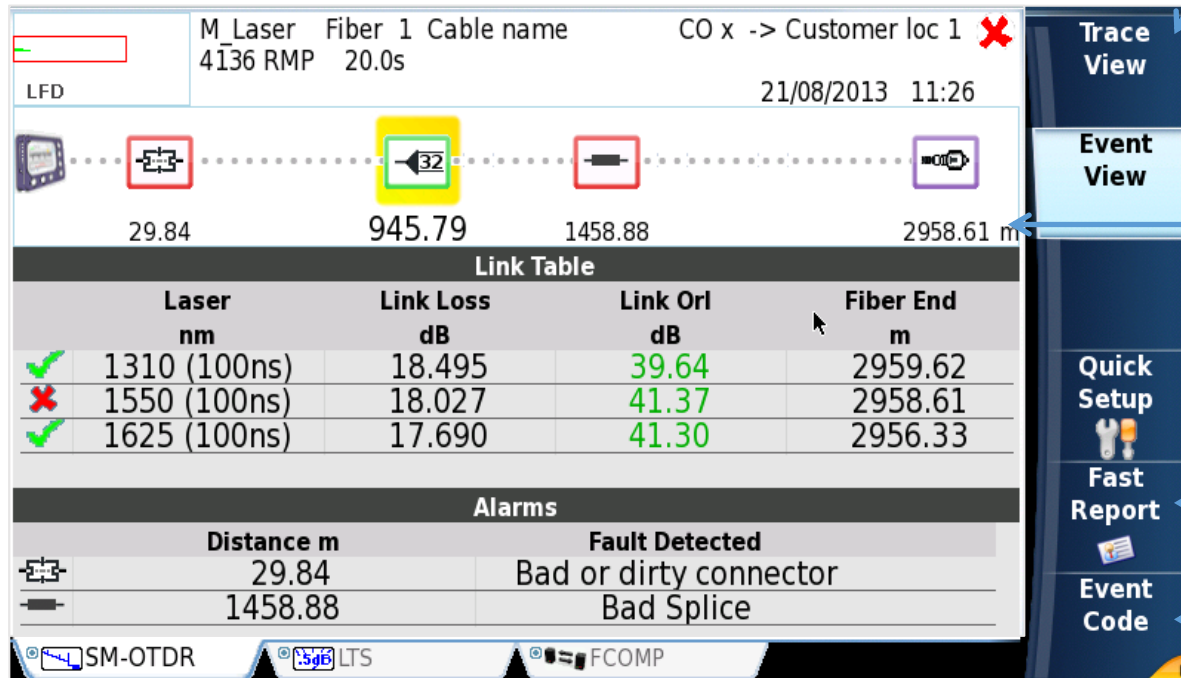 M_Laser Fiber 1 Cable name CO x -> Customer loc 1
4136 RMP 20.0s
LFD
21/08/2013 11:26
32
29.84 945.79 1458.88 2958.61 m
Link Table
Laser Link Loss Link Orl Fiber End
nm dB dB m
1310 (100ns) 18.495 39.64 2959.62
1550 (100ns) 18.027 41.37 2958.61
1625 (100ns) 17.690 41.30 2956.33
Alarms
Distance m Fault Detected
29.84 Bad or dirty connector
1458.88 Bad Splice
SM-OTDR .5dB LTS FCOMP
Trace
View
Event
View
Quick
Setup
Fast
Report
Event
Code